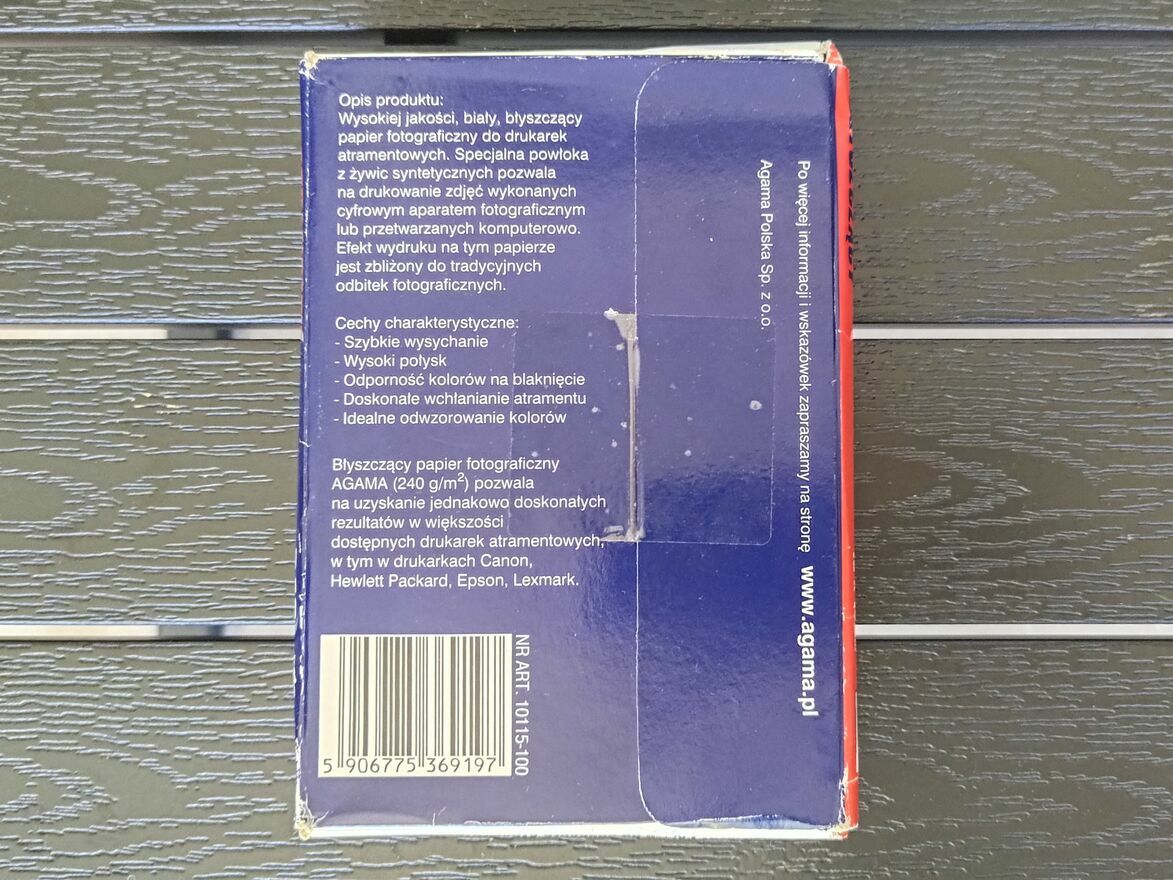 Opis produktu:
Wysokiej jakości, biały, błyszczący
papier fotograficzny do drukarek
atramentowych. Specjalna powłoka
z żywic syntetycznych pozwala
na drukowanie zdjęć wykonanych
cyfrowym aparatem fotograficznym
lub przetwarzanych komputerowo.
Efekt wydruku na tym papierze
jest zbliżony do tradycyjnych
odbitek fotograficznych.
Cechy charakterystyczne:
- Szybkie wysychanie
- Wysoki połysk
- Odporność kolorów na blaknięcie
- Doskonałe wchłanianie atramentu
- Idealne odwzorowanie kolorów
Błyszczący papier fotograficzny
AGAMA (240 g/m²) pozwala
na uzyskanie jednakowo doskonałych
rezultatów w większości
dostępnych drukarek atramentowych,
w tym w drukarkach Canon,
Hewlett Packard, Epson, Lexmark.
NR ART. 10115-100
5 906775 369197
Po więcej informacji i wskazówek zapraszamy na stronę www.agama.pl
Agama Polska Sp. z o.o.